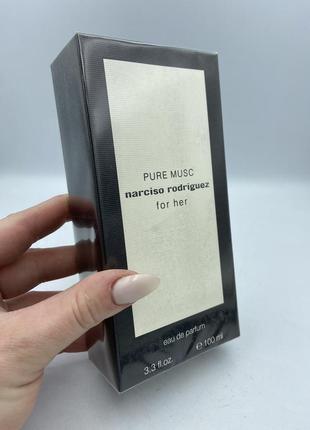 PURE MUSC
narciso rodriguez
for her
eau de parfum
3.3 fl.oz. ℮ 100 ml